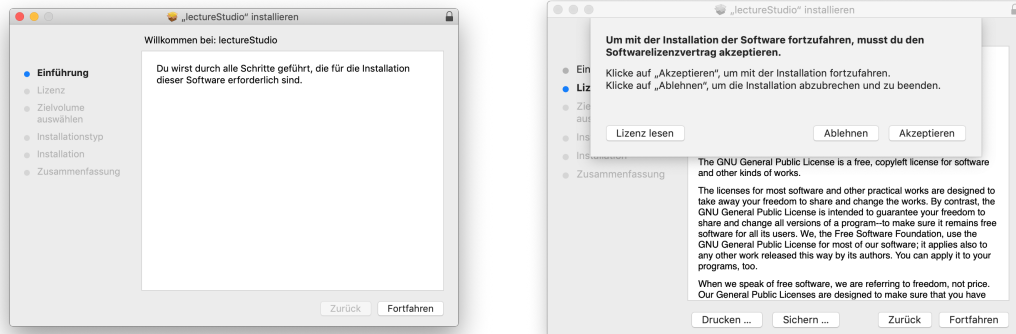 „lectureStudio“ installieren
Willkommen bei: lectureStudio
Einführung
Lizenz
Zielvolume
auswählen
Installationstyp
Installation
Zusammenfassung
Du wirst durch alle Schritte geführt, die für die Installation
dieser Software erforderlich sind.
Zurück
Fortfahren
„lectureStudio“ installieren
Um mit der Installation der Software fortzufahren, musst du den
Softwarelizenzvertrag akzeptieren.
Klicke auf „Akzeptieren“, um mit der Installation fortzufahren.
Klicke auf „Ablehnen“, um die Installation abzubrechen und zu beenden.
Lizenz lesen
Ablehnen
Akzeptieren
Ein
Liz
Zie
aus
Ins
Installation
Zusammenfassung
The GNU General Public License is a free, copyleft license for software
and other kinds of works.
The licenses for most software and other practical works are designed to
take away your freedom to share and change the works. By contrast, the
GNU General Public License is intended to guarantee your freedom to
share and change all versions of a program--to make sure it remains free
software for all its users. We, the Free Software Foundation, use the
GNU General Public License for most of our software; it applies also to
any other work released this way by its authors. You can apply it to your
programs, too.
When we speak of free software, we are referring to freedom, not price.
Our General Public Licenses are designed to make sure that you have
Drucken ...
Sichern ...
Zurück
Fortfahren